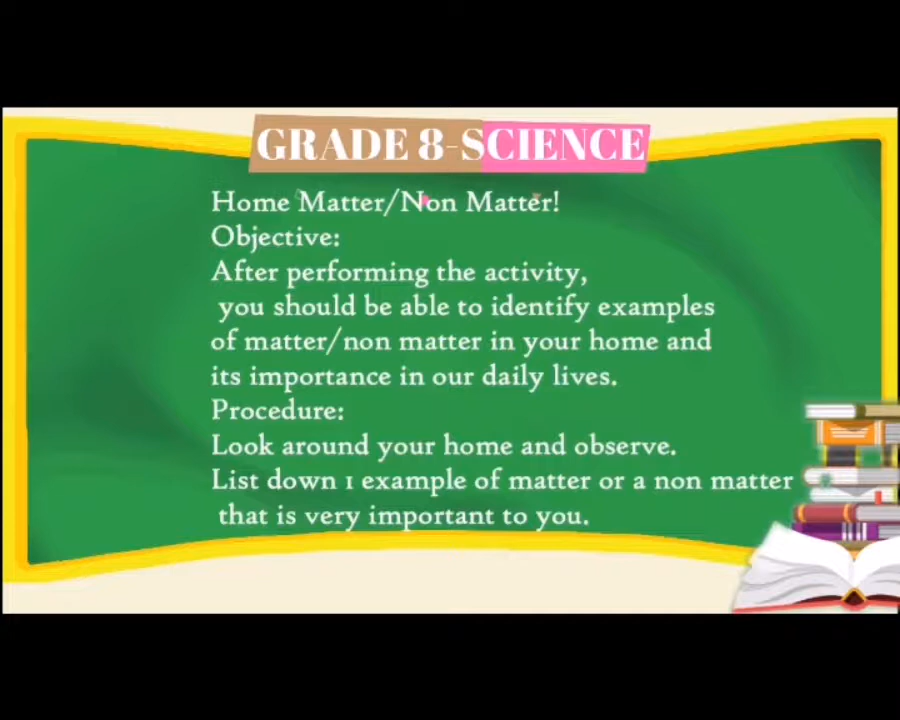 GRADE 8-SCIENCE
Home Matter/Non Matter!
Objective:
After performing the activity,
you should be able to identify examples
of matter/non matter in your home and
its importance in our daily lives.
Procedure:
Look around your home and observe.
List down 1 example of matter or a non matter
that is very important to you.